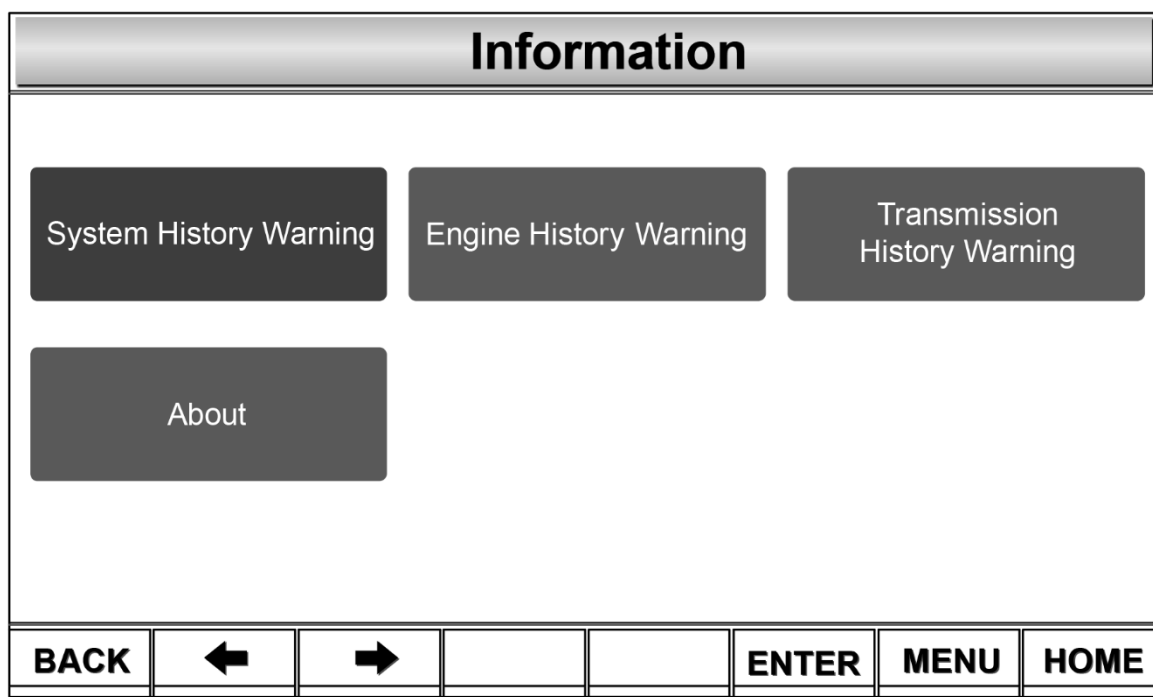 Information
System History Warning
Engine History Warning
Transmission
History Warning
About
BACK
ENTER
MENU
HOME